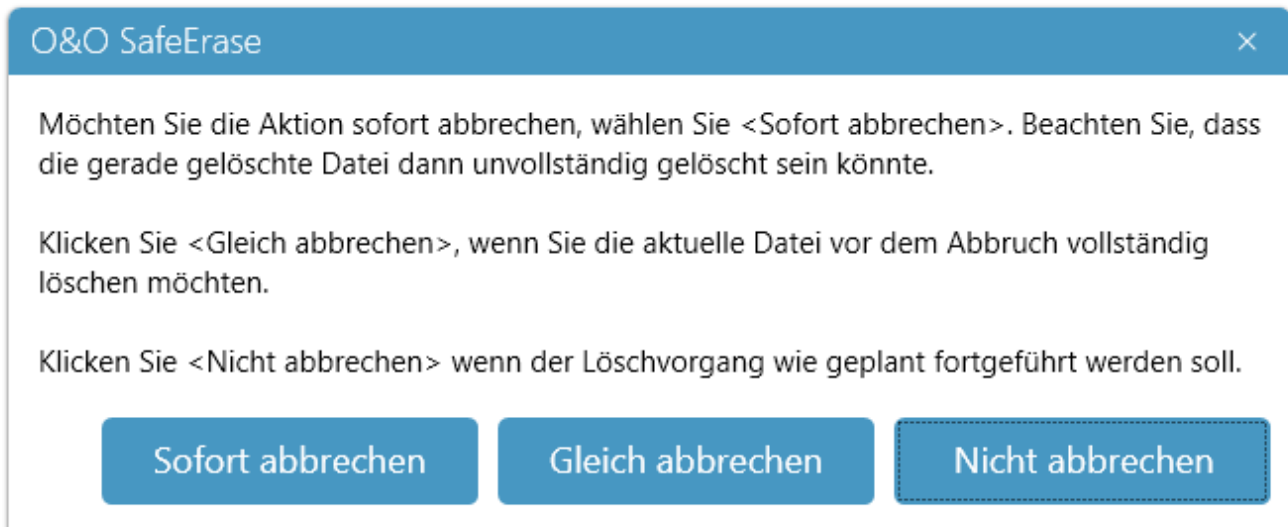 O&O SafeErase
Möchten Sie die Aktion sofort abbrechen, wählen Sie <Sofort abbrechen>. Beachten Sie, dass
die gerade gelöschte Datei dann unvollständig gelöscht sein könnte.
Klicken Sie <Gleich abbrechen>, wenn Sie die aktuelle Datei vor dem Abbruch vollständig
löschen möchten.
Klicken Sie <Nicht abbrechen> wenn der Löschvorgang wie geplant fortgeführt werden soll.
Sofort abbrechen Gleich abbrechen Nicht abbrechen